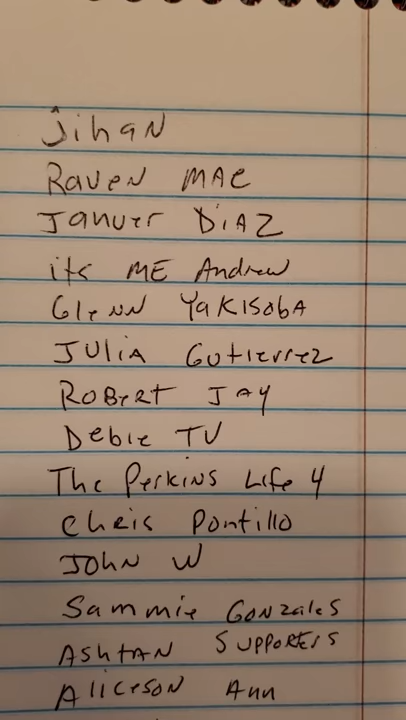 Jihan
Raven Mae
Januer Diaz
its ME Andrew
Glenn Yakisoba
Julia Gutierrez
Robert Jay
Debie TV
The Perkins Life 4
Chris Pontillo
John W
Sammie Gonzales
Ashtan Supporters
Aliceson Ann